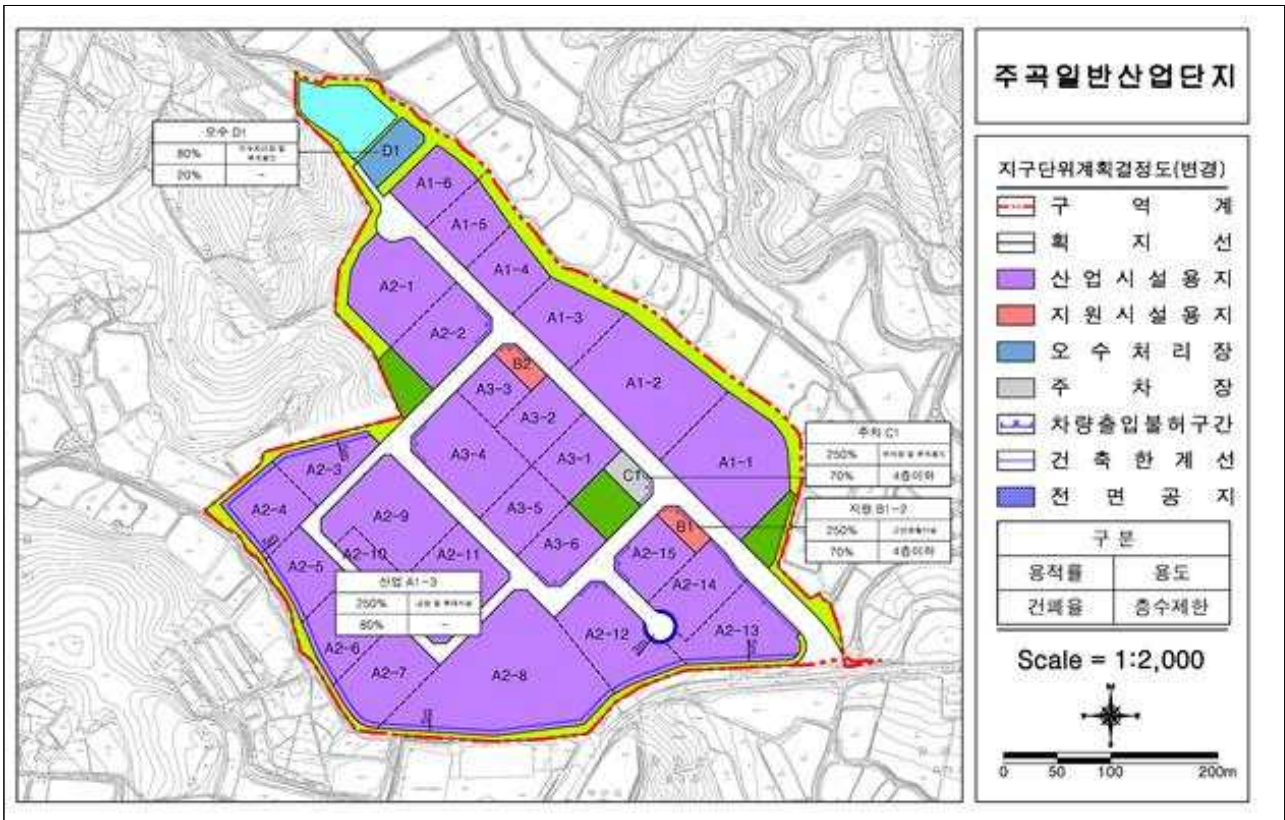 주곡일반산업단지
지구단위계획결정도(변경)
구 역 계
획 지 선
산 업 시 설 용 지
지 원 시 설 용 지
오 수 처 리 장
주 차 장
차량출입불허구간
건 축 한 계 선
전 면 공 지
구 분
용적률 용도
건폐율 층수제한
Scale = 1:2,000
N
0 50 100 200m
오수 D1
80%
20% -
D1
A1-6
A1-5
A1-4
A1-3
A1-2
A1-1
A2-1
A2-2
B2
A3-3
A3-2
A3-4
A3-1
C1
A3-5
A3-6
주차 C1
250%
70% 4층이하
지원 B1-2
250%
70% 4층이하
B1
A2-3
A2-4
A2-5
A2-6
A2-7
A2-8
A2-9
A2-10
A2-11
A2-12
A2-13
A2-14
A2-15
산업 A1-3
250%
80% -